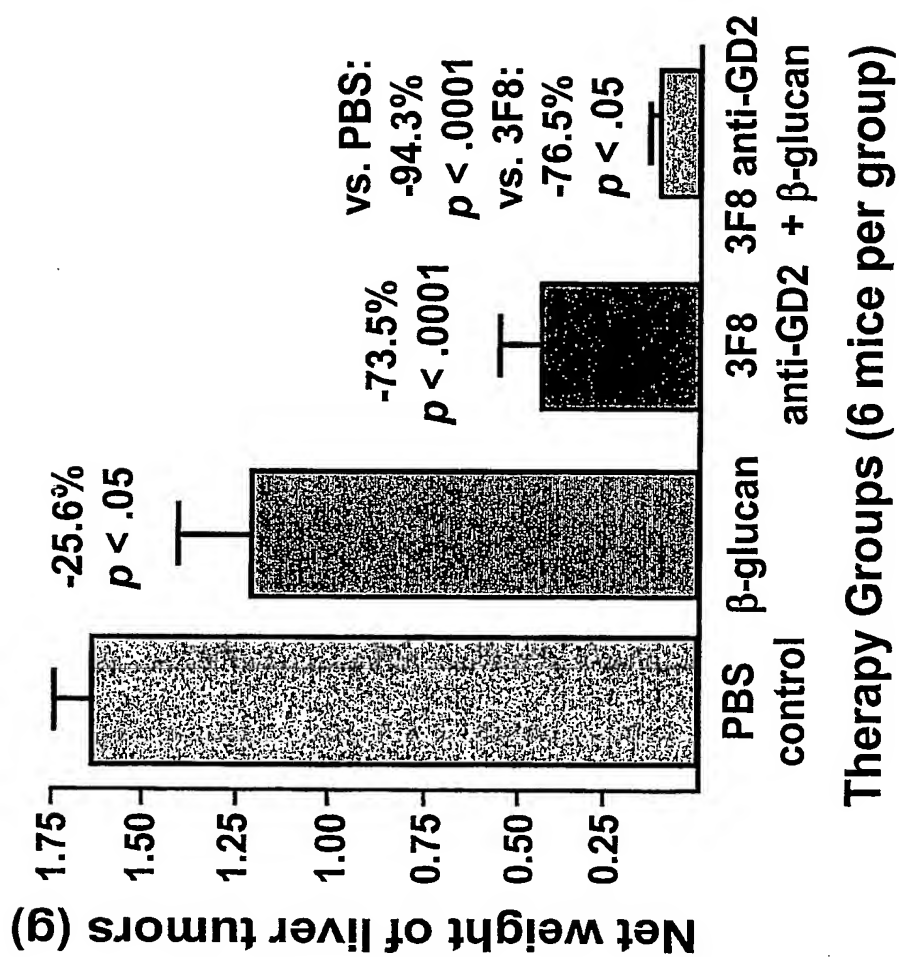 Net weight of liver tumors (g)
1.75
1.50
1.25
1.00
0.75
0.50
0.25
-25.6%
p < .05
-73.5%
p < .0001
vs. PBS:
-94.3%
p < .0001
vs. 3F8:
-76.5%
p < .05
PBS
control
β-glucan
3F8
anti-GD2
3F8 anti-GD2
+ β-glucan
Therapy Groups (6 mice per group)